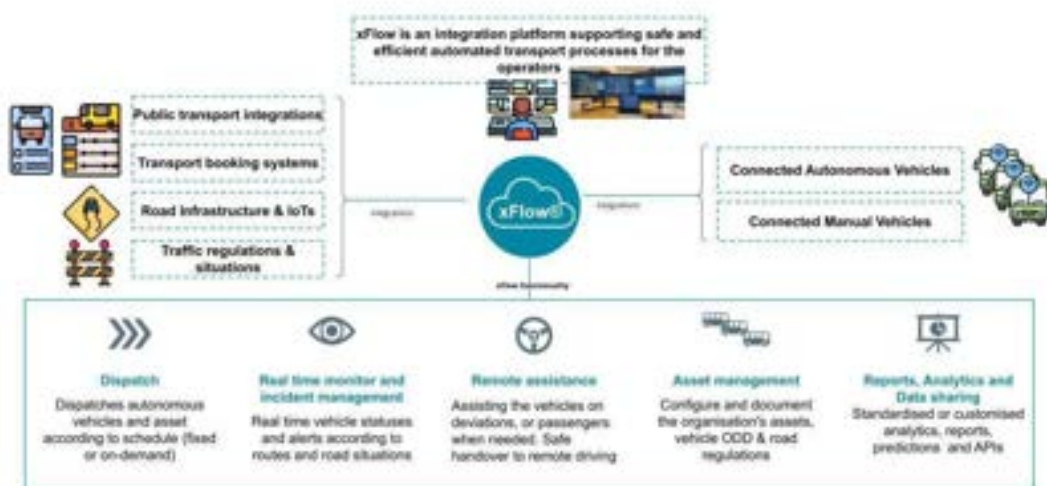 xFlow is an integration platform supporting safe and
efficient automated transport processes for the
operators
Public transport integrations
Transport booking systems
Road Infrastructure & IoTs
Traffic regulations &
situations
integrations
xFlow®
integrations
Connected Autonomous Vehicles
Connected Manual Vehicles
xFlow functionality
Dispatch
Dispatches autonomous
vehicles and asset
according to schedule (fixed
or on-demand)
Real time monitor and
incident management
Real time vehicle statuses
and alerts according to
routes and road situations
Remote assistance
Assisting the vehicles on
deviations, or passengers
when needed. Safe
handover to remote driving
Asset management
Configure and document
the organisation's assets,
vehicle ODD & road
regulations
Reports, Analytics and
Data sharing
Standardised or customised
analytics, reports,
predictions and APIs